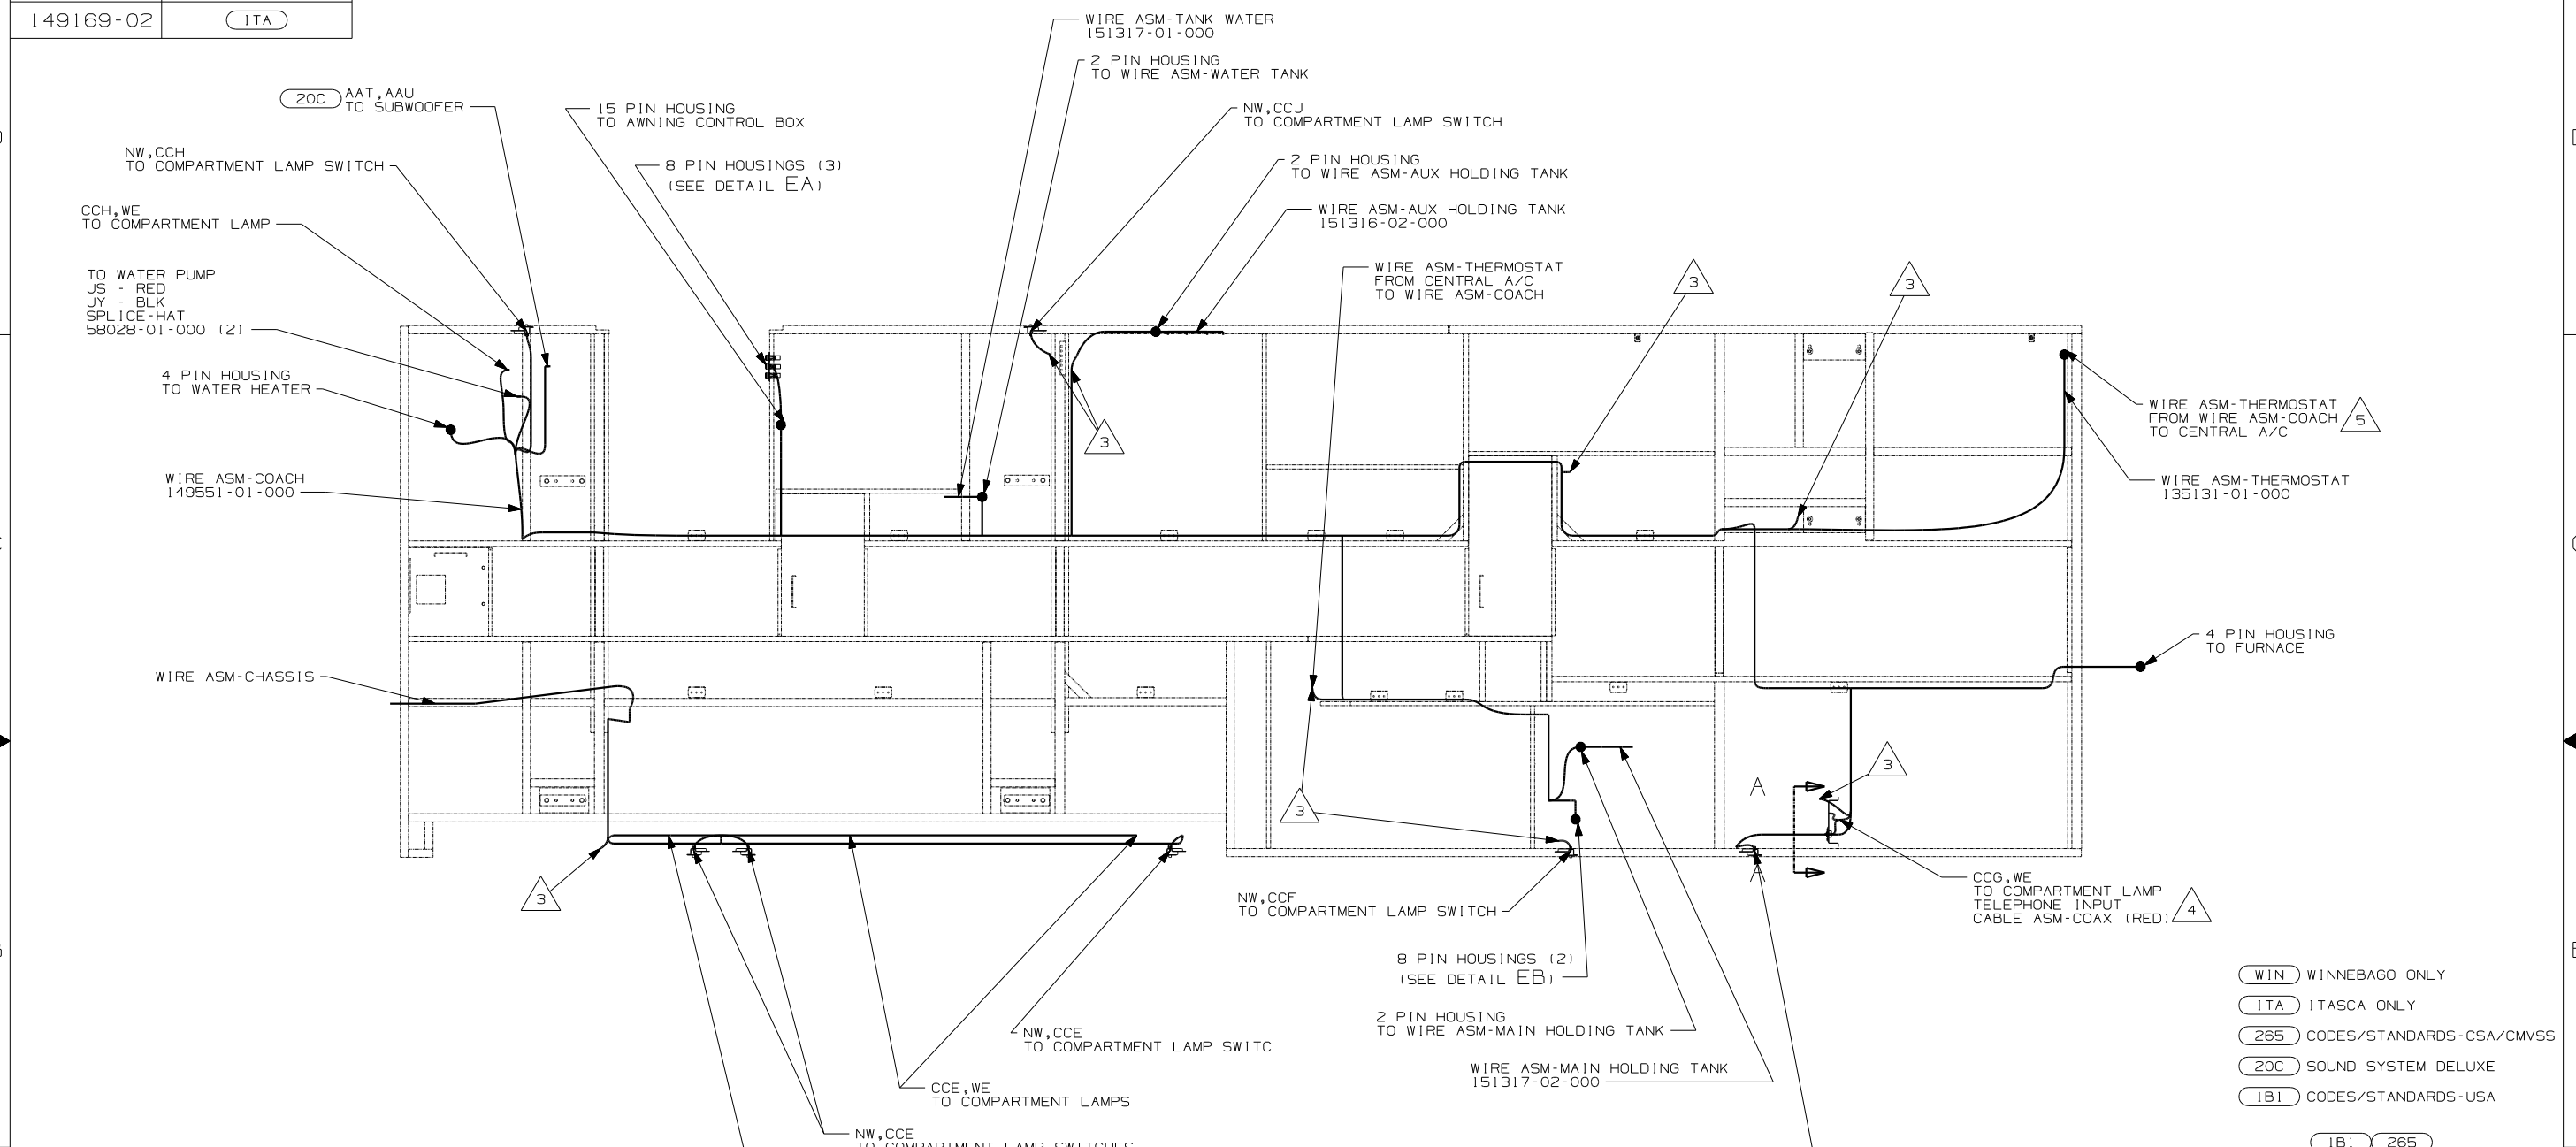 149169-02 ITA
WIRE ASM-TANK WATER
151317-01-000
2 PIN HOUSING
TO WIRE ASM-WATER TANK
20C AAT,AAU
TO SUBWOOFER
15 PIN HOUSING
TO AWNING CONTROL BOX
NW,CCJ
TO COMPARTMENT LAMP SWITCH
NW,CCH
TO COMPARTMENT LAMP SWITCH
8 PIN HOUSINGS (3)
(SEE DETAIL EA)
2 PIN HOUSING
TO WIRE ASM-AUX HOLDING TANK
CCH,WE
TO COMPARTMENT LAMP
WIRE ASM-AUX HOLDING TANK
151316-02-000
TO WATER PUMP
JS - RED
JY - BLK
SPLICE-HAT
58028-01-000 (2)
WIRE ASM-THERMOSTAT
FROM CENTRAL A/C
TO WIRE ASM-COACH
3
3
4 PIN HOUSING
TO WATER HEATER
3
WIRE ASM-THERMOSTAT
FROM WIRE ASM-COACH
TO CENTRAL A/C
5
WIRE ASM-COACH
149551-01-000
WIRE ASM-THERMOSTAT
135131-01-000
4 PIN HOUSING
TO FURNACE
WIRE ASM-CHASSIS
3
A
3
A
3
NW,CCF
TO COMPARTMENT LAMP SWITCH
CCG,WE
TO COMPARTMENT LAMP
TELEPHONE INPUT
CABLE ASM-COAX (RED)
4
8 PIN HOUSINGS (2)
(SEE DETAIL EB)
2 PIN HOUSING
TO WIRE ASM-MAIN HOLDING TANK
NW,CCE
TO COMPARTMENT LAMP SWITC
WIRE ASM-MAIN HOLDING TANK
151317-02-000
CCE,WE
TO COMPARTMENT LAMPS
NW,CCE
TO COMPARTMENT LAMP SWITCHES
WIN WINNEBAGO ONLY
ITA ITASCA ONLY
265 CODES/STANDARDS-CSA/CMVSS
20C SOUND SYSTEM DELUXE
1B1 CODES/STANDARDS-USA
1B1 265